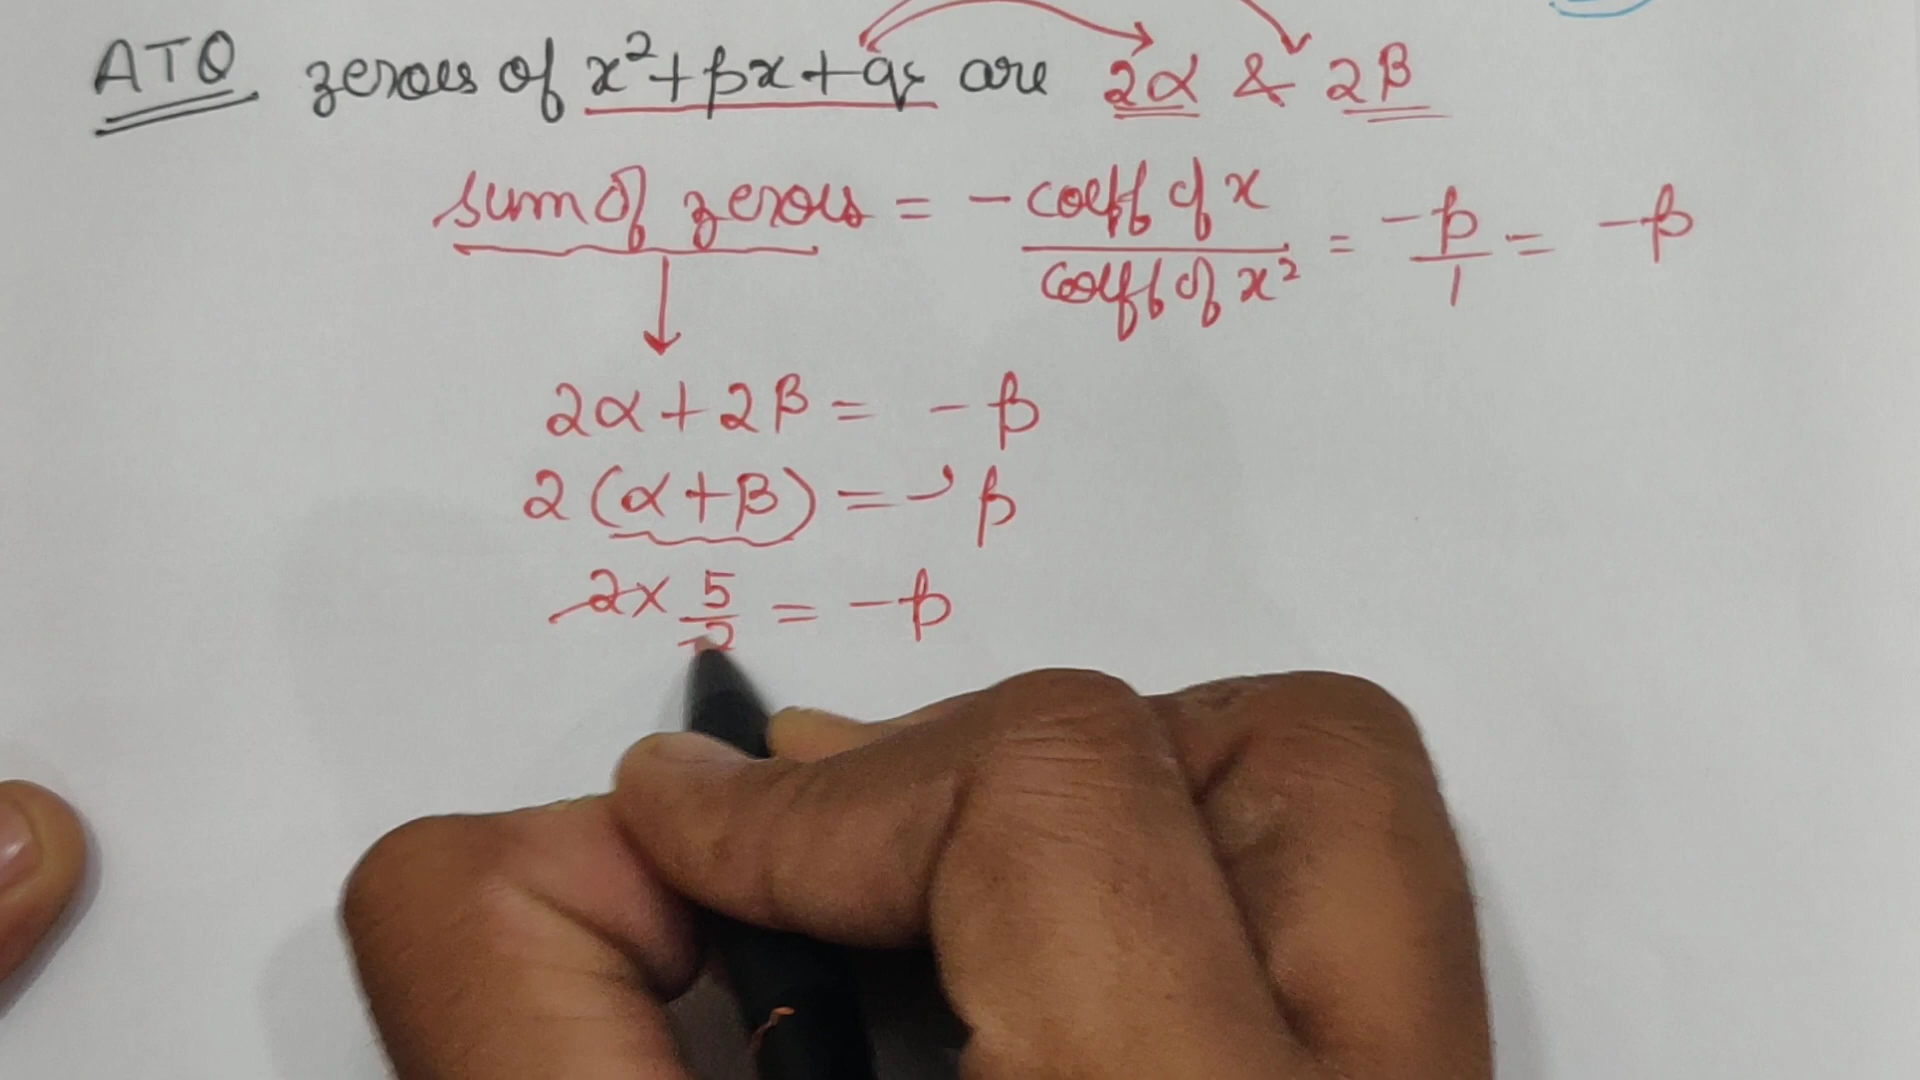 ATQ zeroes of x²+px+q are 2α & 2β
sum of zeroes = -coeff of x / coeff of x² = -p/1 = -p
2α+2β = -p
2(α+β) = -p
2 × 5/2 = -p